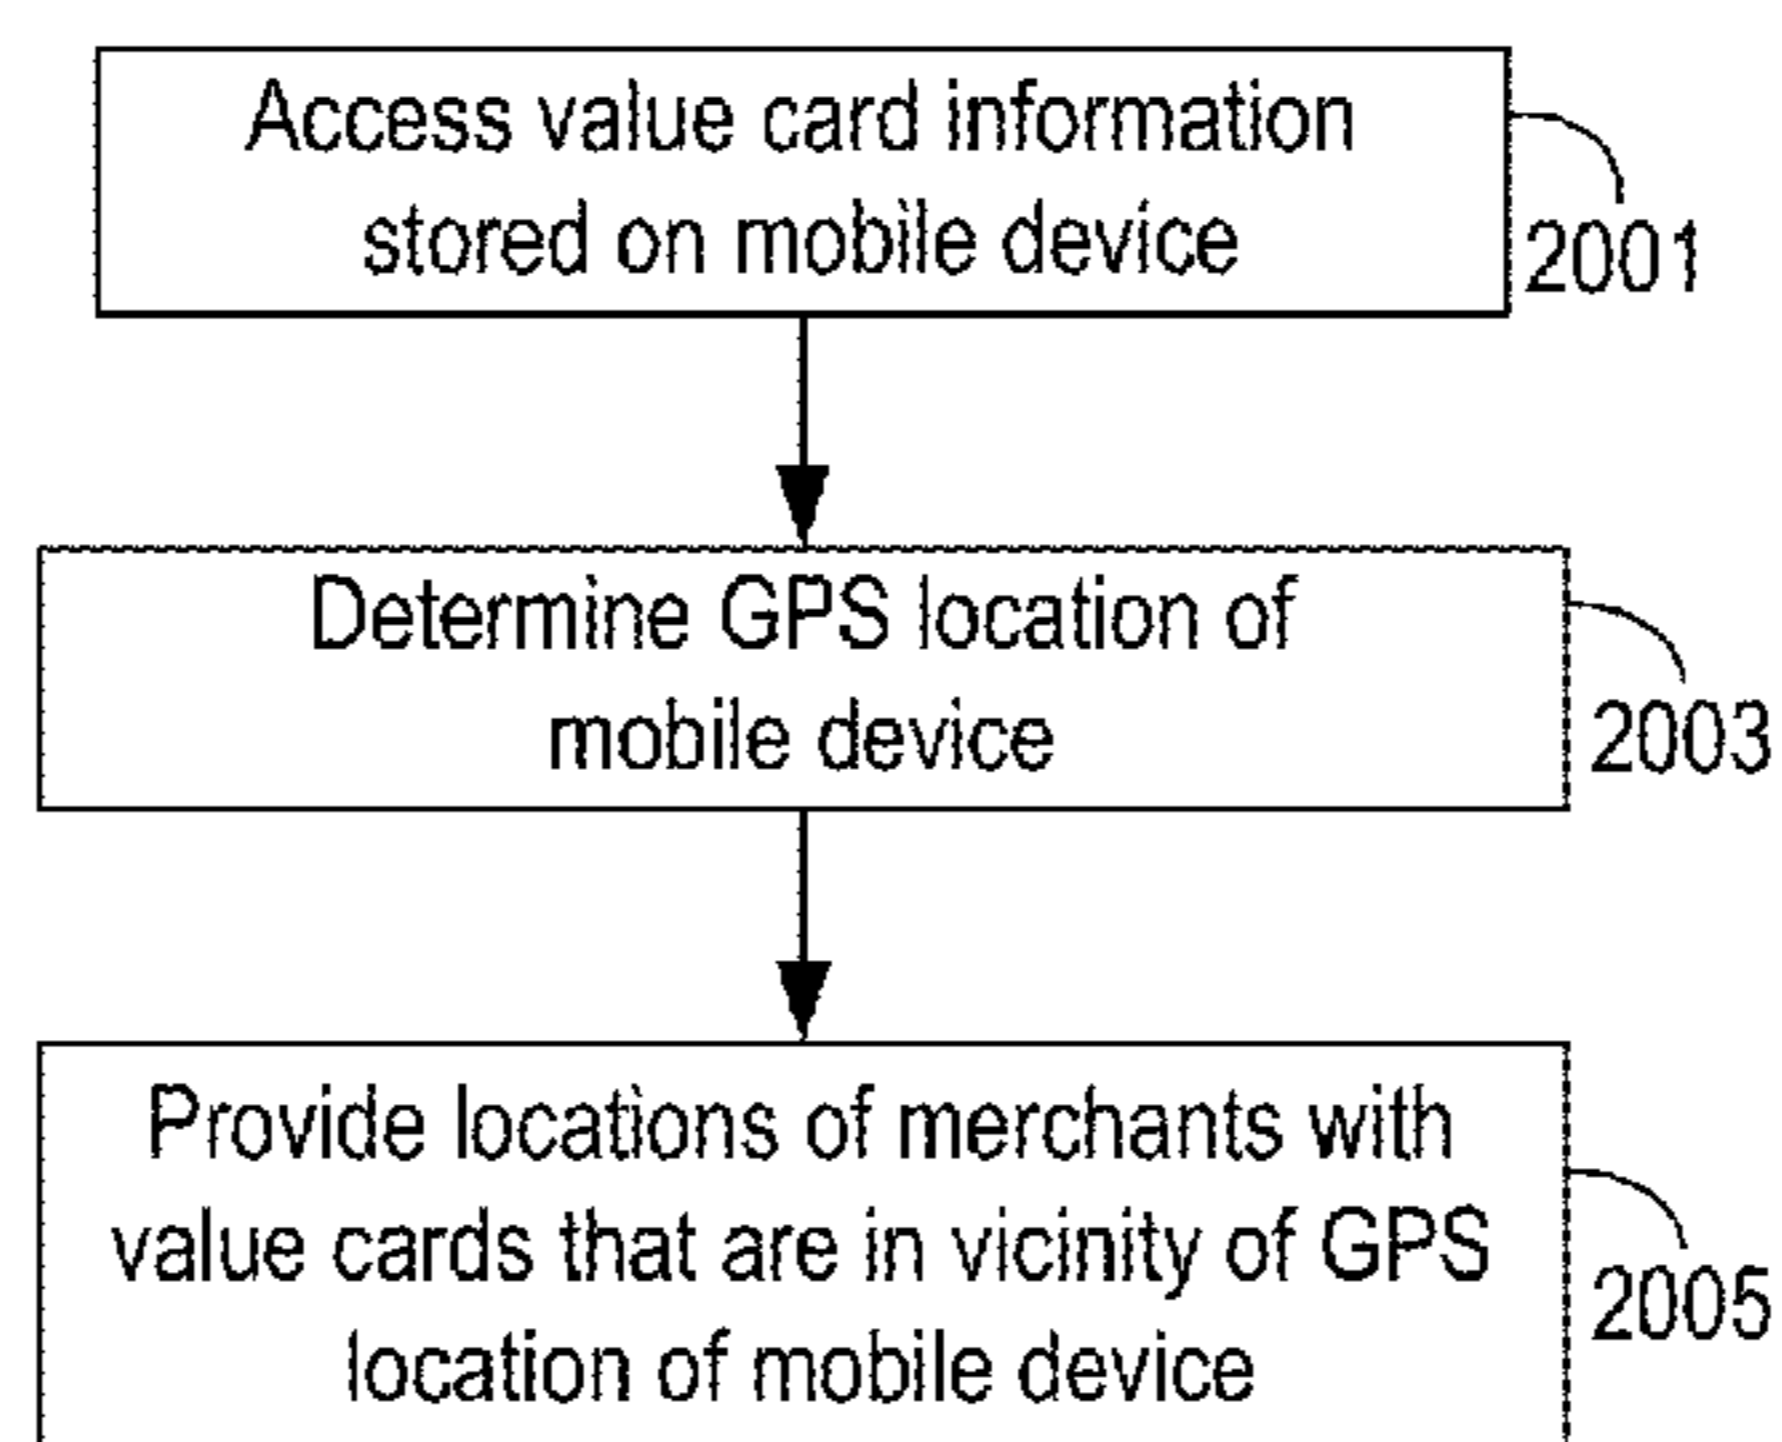 Access value card information
stored on mobile device
2001
Determine GPS location of
mobile device
2003
Provide locations of merchants with
value cards that are in vicinity of GPS
location of mobile device
2005